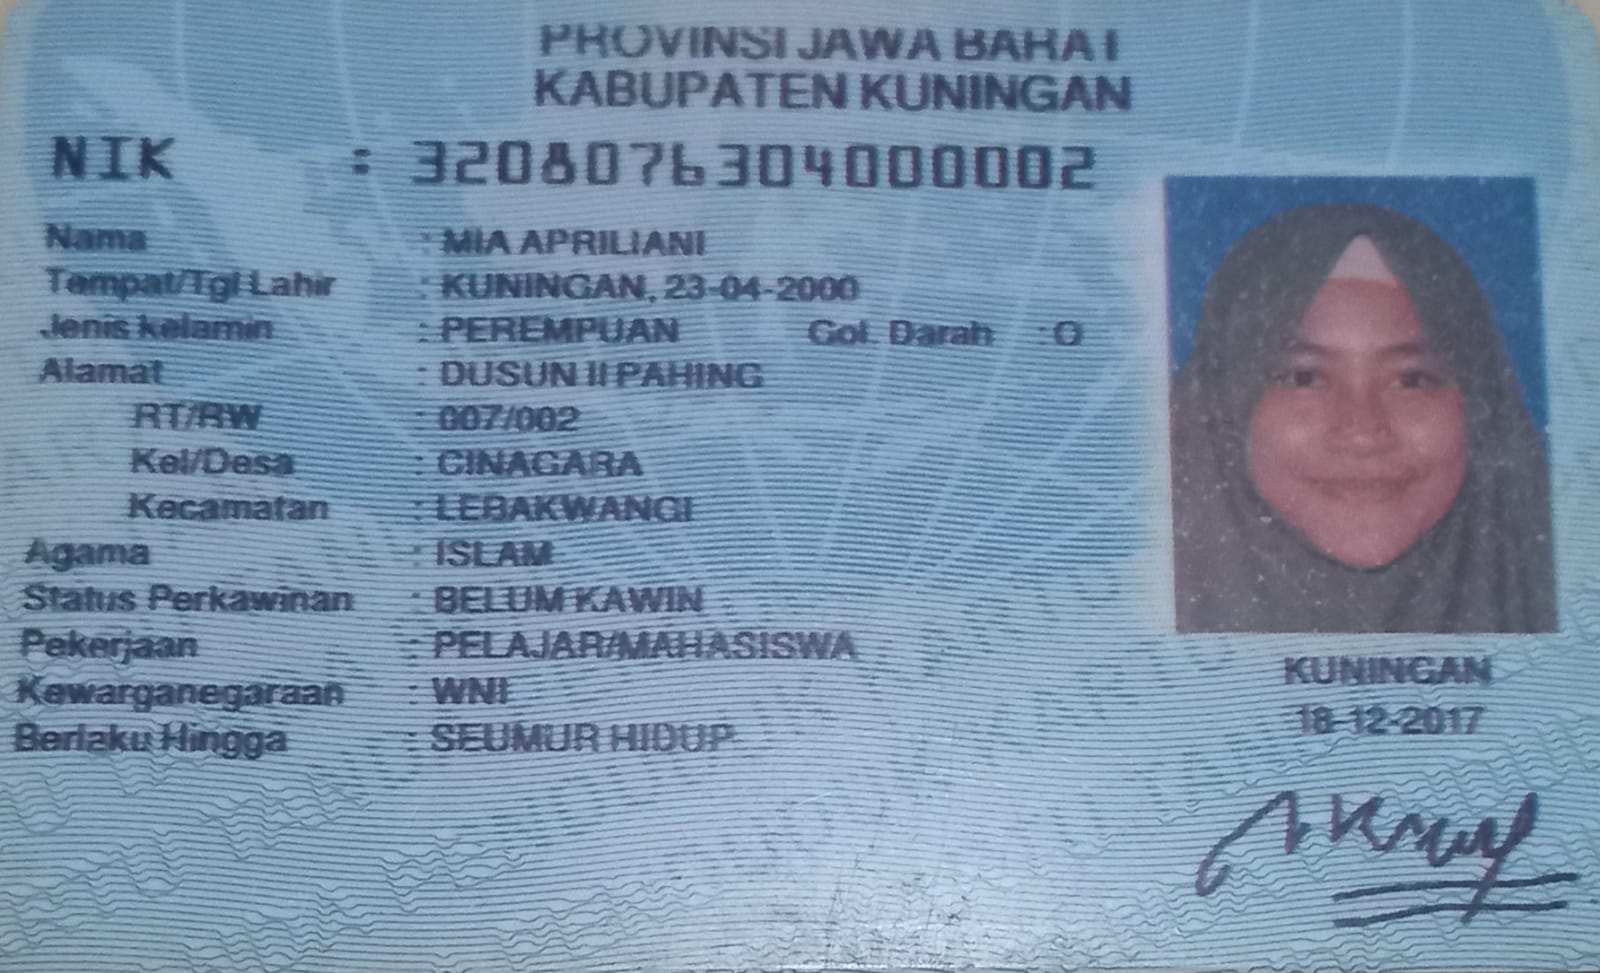 PROVINSI JAWA BARAT
KABUPATEN KUNINGAN
NIK : 3208076304000002
Nama : MIA APRILIANI
Tempat/Tgl Lahir : KUNINGAN, 23-04-2000
Jenis kelamin : PEREMPUAN Gol. Darah : O
Alamat : DUSUN II PAHING
RT/RW : 007/002
Kel/Desa : CINAGARA
Kecamatan : LEBAKWANGI
Agama : ISLAM
Status Perkawinan : BELUM KAWIN
Pekerjaan : PELAJAR/MAHASISWA
Kewarganegaraan : WNI
Berlaku Hingga : SEUMUR HIDUP
KUNINGAN
18-12-2017